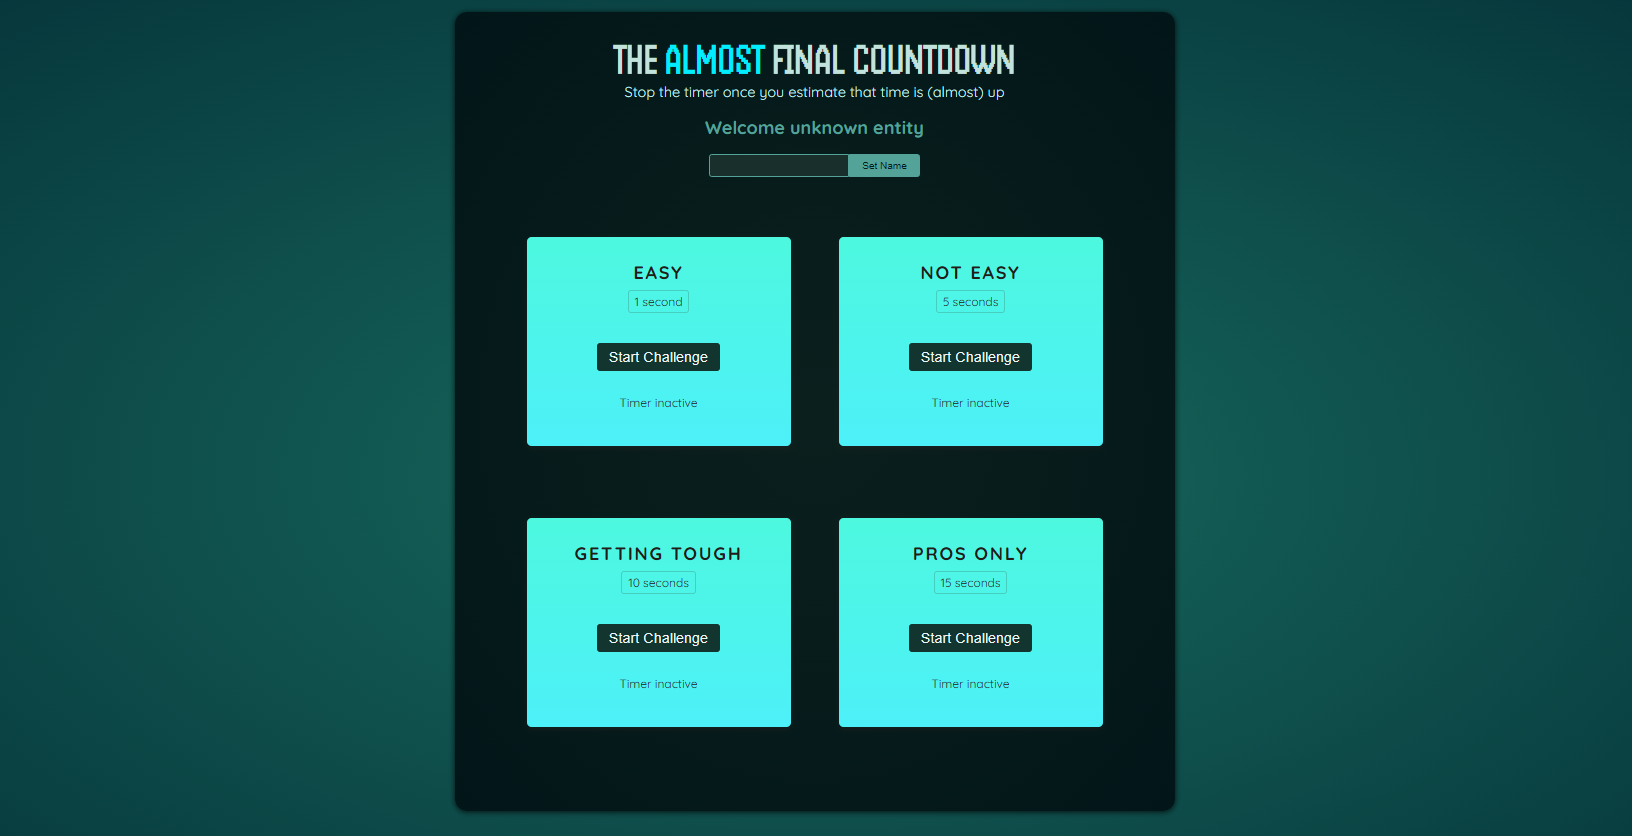 THE ALMOST FINAL COUNTDOWN
Stop the timer once you estimate that time is (almost) up
Welcome unknown entity
Set Name
EASY
1 second
Start Challenge
Timer inactive
NOT EASY
5 seconds
Start Challenge
Timer inactive
GETTING TOUGH
10 seconds
Start Challenge
Timer inactive
PROS ONLY
15 seconds
Start Challenge
Timer inactive